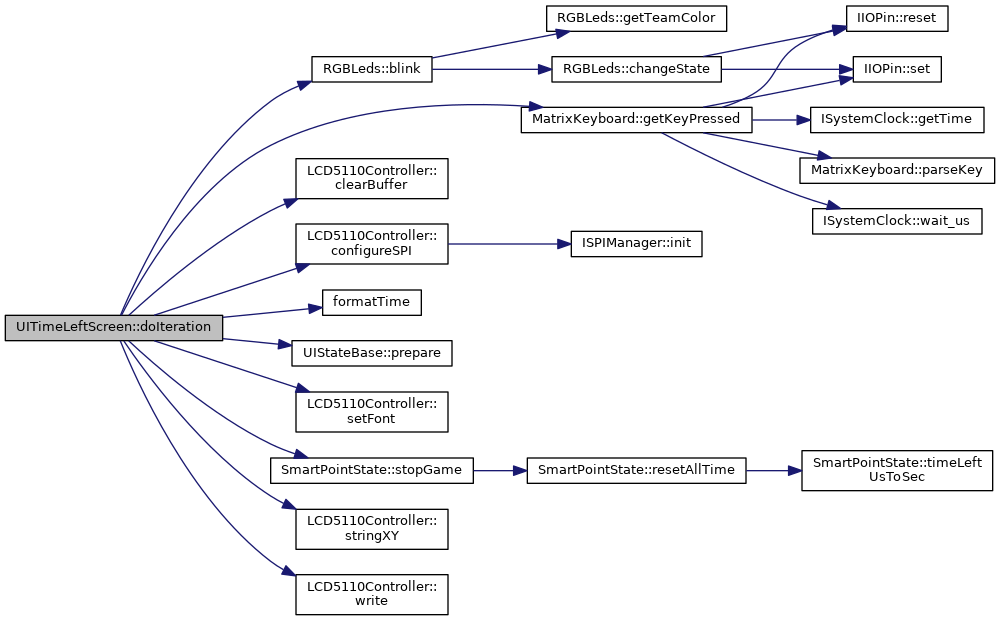 RGBLeds::getTeamColor
IIOPin::reset
RGBLeds::blink
RGBLeds::changeState
IIOPin::set
MatrixKeyboard::getKeyPressed
ISystemClock::getTime
LCD5110Controller::
clearBuffer
MatrixKeyboard::parseKey
ISystemClock::wait_us
LCD5110Controller::
configureSPI
ISPIManager::init
formatTime
UITimeLeftScreen::doIteration
UIStateBase::prepare
LCD5110Controller::
setFont
SmartPointState::stopGame
SmartPointState::resetAllTime
SmartPointState::timeLeft
UsToSec
LCD5110Controller::
stringXY
LCD5110Controller::
write